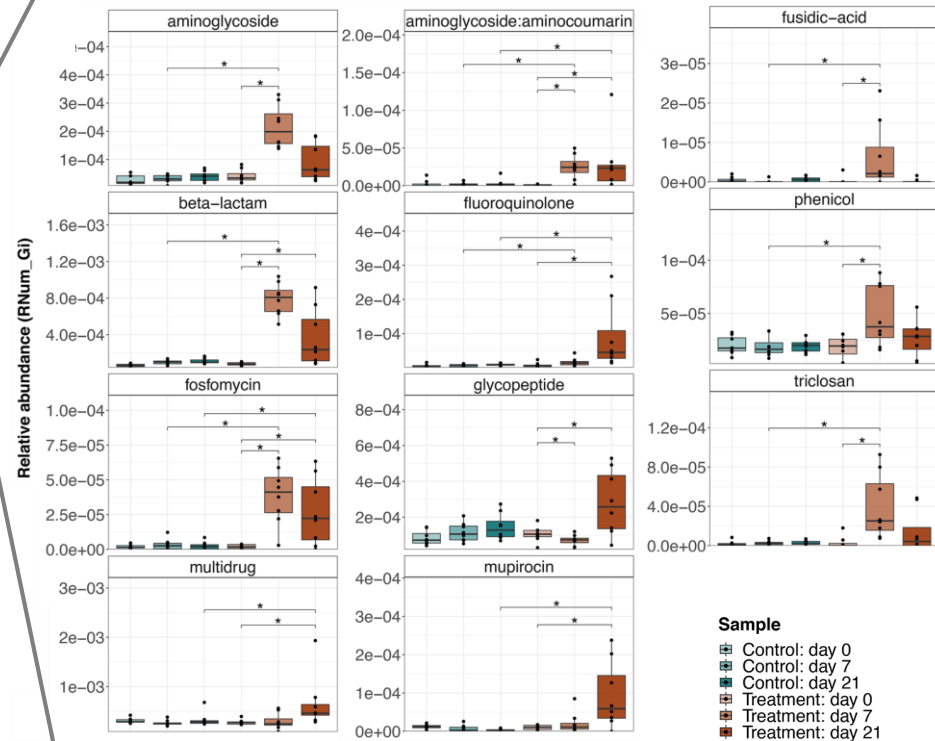 aminoglycoside
−04
4e−04
3e−04
2e−04
1e−04
aminoglycoside:aminocoumarin
2.0e−04
1.5e−04
1.0e−04
5.0e−05
0.0e+00
fusidic−acid
3e−05
2e−05
1e−05
0e+00
beta−lactam
1.6e−03
1.2e−03
8.0e−04
4.0e−04
fluoroquinolone
4e−04
3e−04
2e−04
1e−04
phenicol
1e−04
5e−05
Relative abundance (RNum_Gi)
fosfomycin
1.0e−04
7.5e−05
5.0e−05
2.5e−05
0.0e+00
glycopeptide
8e−04
6e−04
4e−04
2e−04
triclosan
1.2e−04
8.0e−05
4.0e−05
0.0e+00
multidrug
3e−03
2e−03
1e−03
mupirocin
4e−04
3e−04
2e−04
1e−04
0e+00
Sample
Control: day 0
Control: day 7
Control: day 21
Treatment: day 0
Treatment: day 7
Treatment: day 21